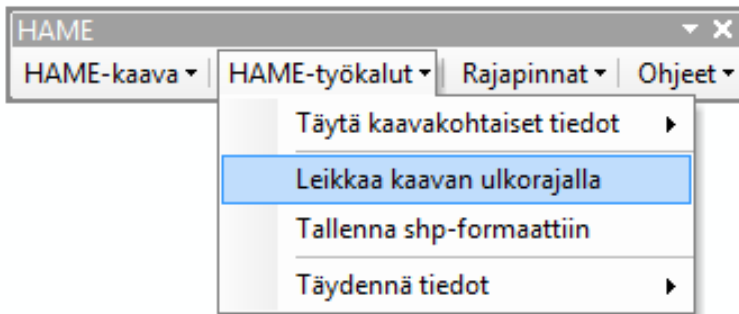 HAME
HAME-kaava HAME-työkalut Rajapinnat Ohjeet
Täytä kaavakohtaiset tiedot
Leikkaa kaavan ulkorajalla
Tallenna shp-formaattiin
Täydennä tiedot